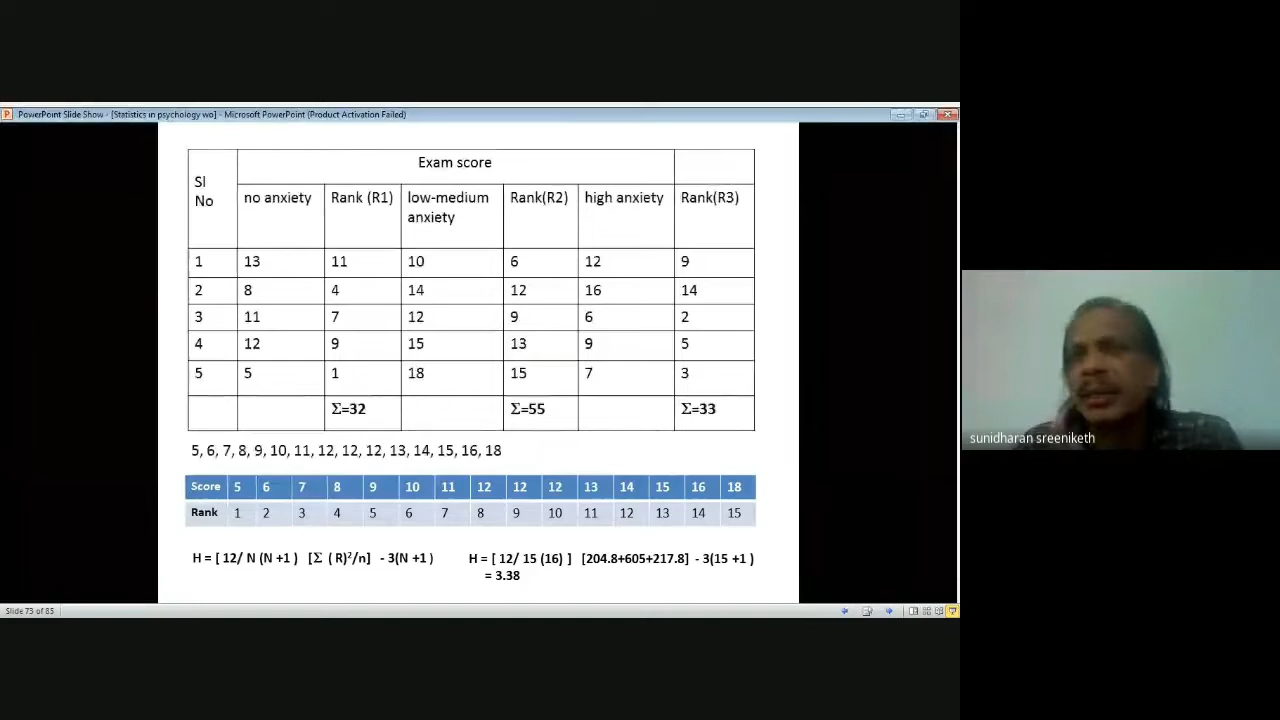 PowerPoint Slide Show - [Statistics in psychology wo] - Microsoft PowerPoint (Product Activation Failed)
Sl No
Exam score
no anxiety
Rank (R1)
low-medium anxiety
Rank(R2)
high anxiety
Rank(R3)
1 13 11 10 6 12 9
2 8 4 14 12 16 14
3 11 7 12 9 6 2
4 12 9 15 13 9 5
5 5 1 18 15 7 3
Σ=32 Σ=55 Σ=33
5, 6, 7, 8, 9, 10, 11, 12, 12, 12, 13, 14, 15, 16, 18
Score 5 6 7 8 9 10 11 12 12 12 13 14 15 16 18
Rank 1 2 3 4 5 6 7 8 9 10 11 12 13 14 15
H = [ 12/ N (N +1 ) [Σ ( R)²/n] - 3(N +1 )
H = [ 12/ 15 (16) ] [204.8+605+217.8] - 3(15 +1 )
= 3.38
Slide 73 of 85
sunidharan sreeniketh